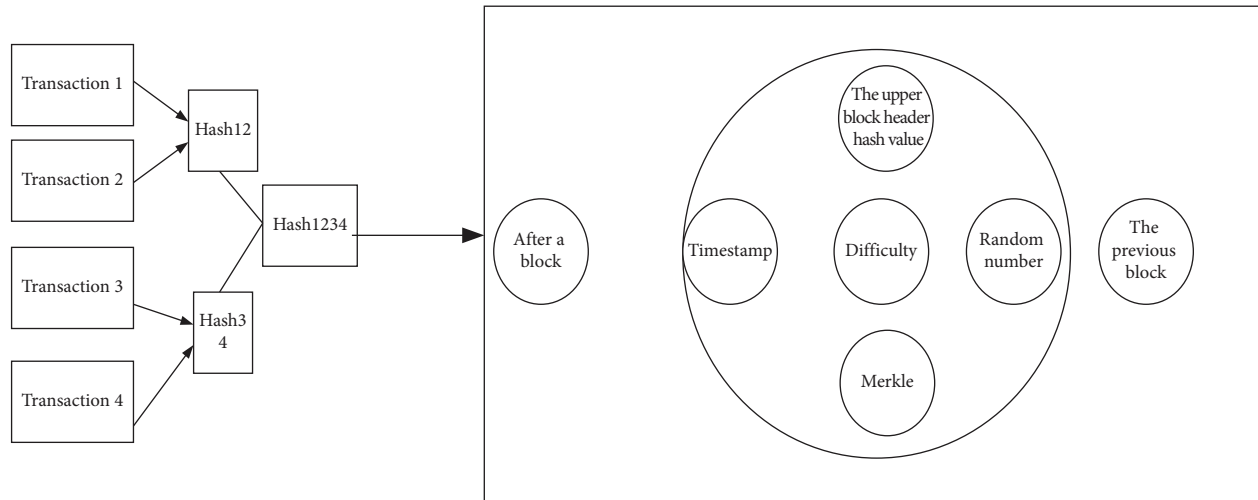 Transaction 1
Transaction 2
Transaction 3
Transaction 4
Hash12
Hash3
4
Hash1234
After a
block
The upper
block header
hash value
Timestamp
Difficulty
Random
number
Merkle
The
previous
block